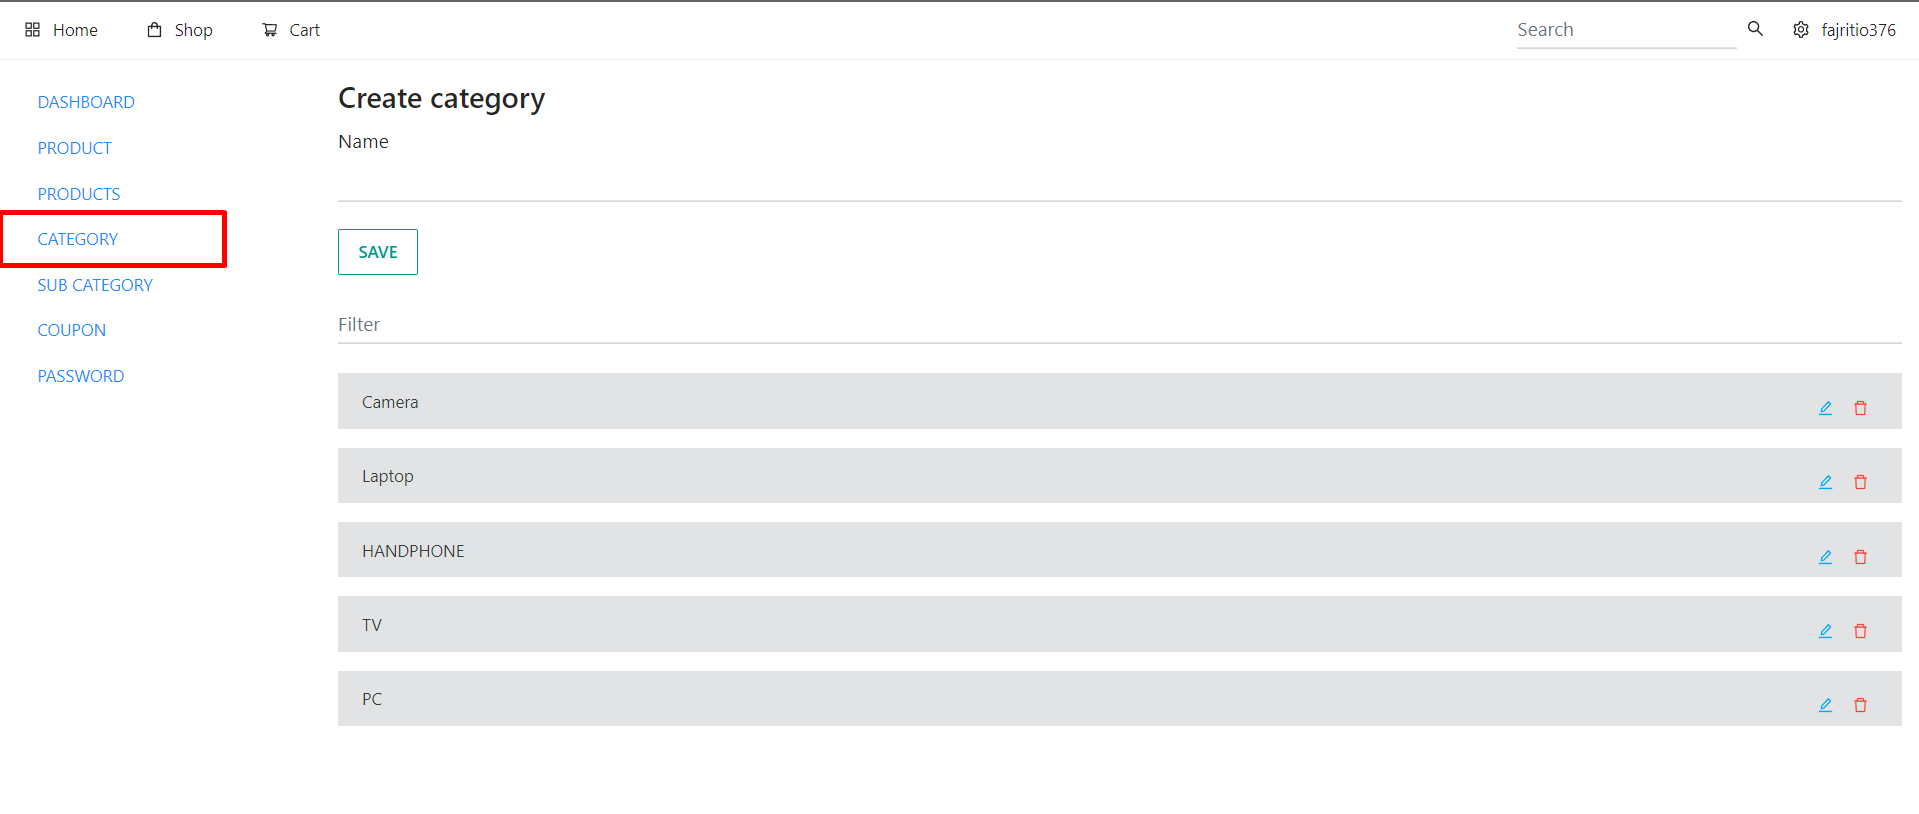 Home Shop Cart Search fajritio376
DASHBOARD
PRODUCT
PRODUCTS
CATEGORY
SUB CATEGORY
COUPON
PASSWORD
Create category
Name
SAVE
Filter
Camera
Laptop
HANDPHONE
TV
PC